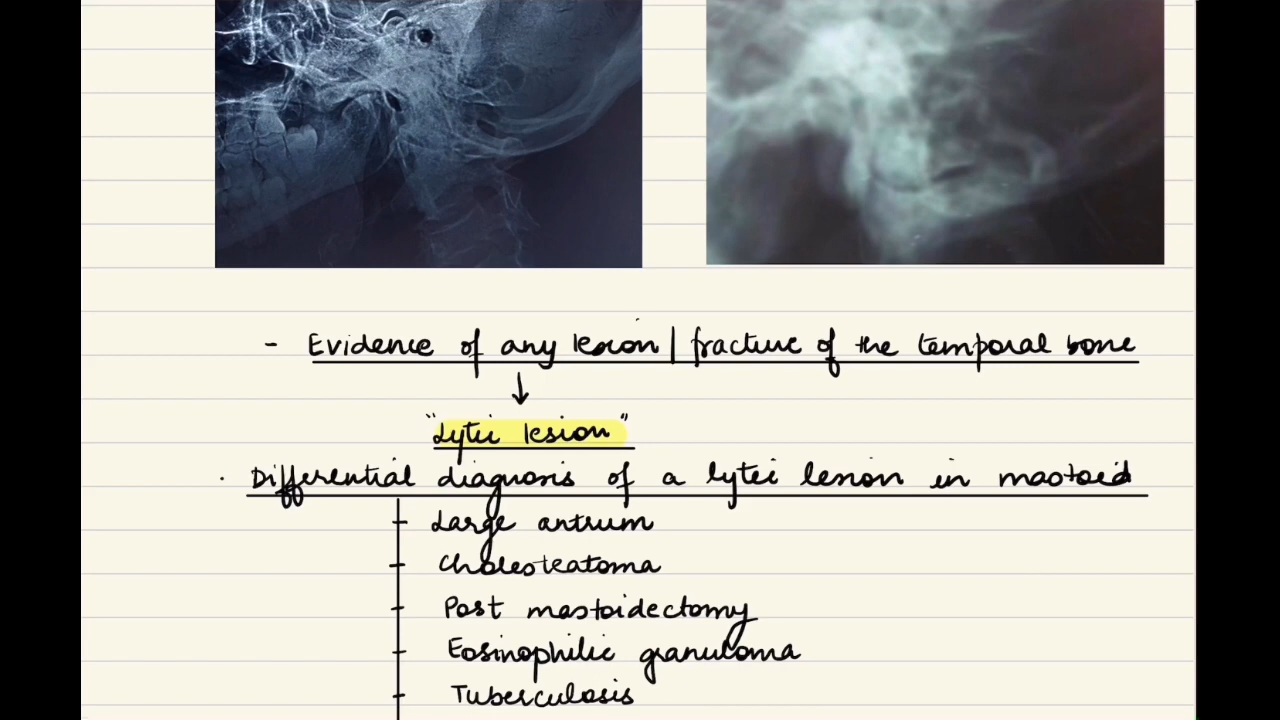 - Evidence of any lesion | fracture of the temporal bone
↓
"Lytic lesion"
. Differential diagnosis of a lytic lesion in mastoid
- Large antrum
- Cholesteatoma
- Post mastoidectomy
- Eosinophilic granuloma
- Tuberculosis